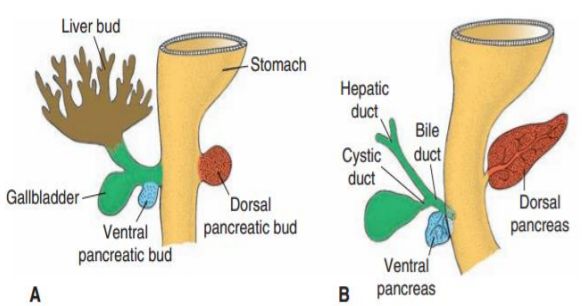 Liver bud
Stomach
Gallbladder
Ventral
pancreatic bud
Dorsal
pancreatic bud
A
Hepatic
duct
Bile
duct
Cystic
duct
Dorsal
pancreas
Ventral
pancreas
B